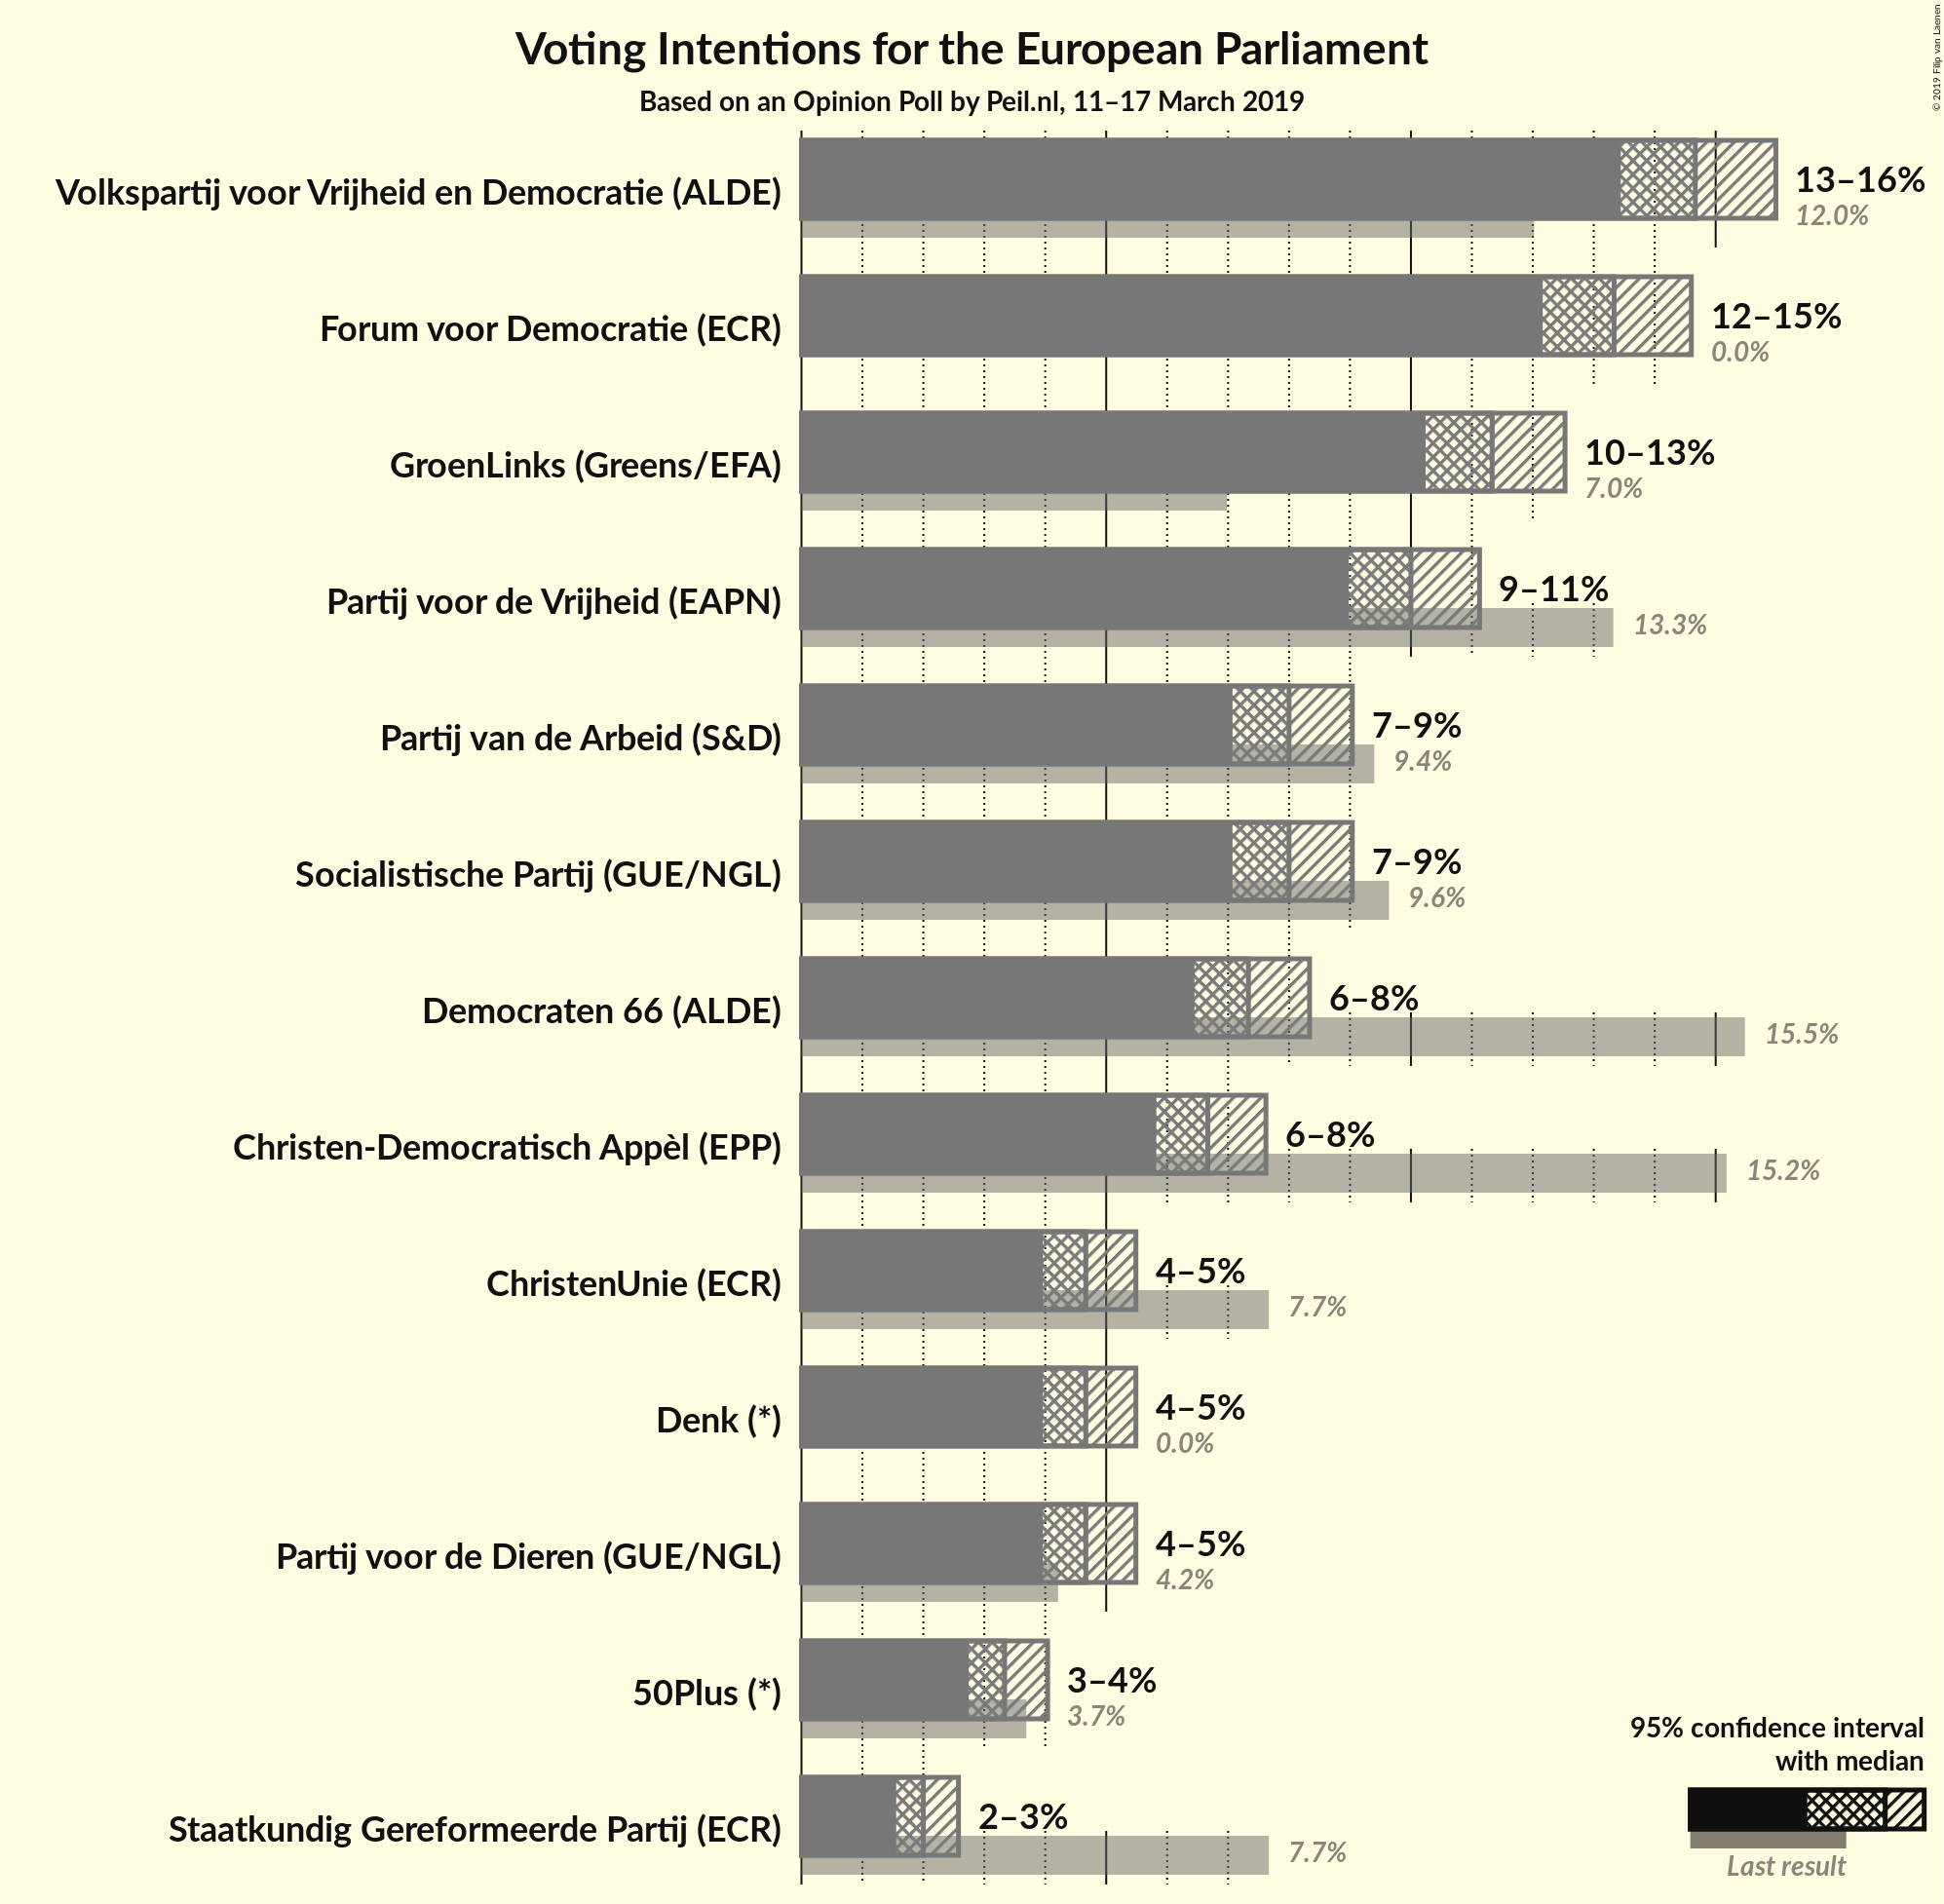 Voting Intentions for the European Parliament
Based on an Opinion Poll by Peil.nl, 11–17 March 2019
© 2019 Filip van Laenen
Volkspartij voor Vrijheid en Democratie (ALDE)
13–16%
12.0%
Forum voor Democratie (ECR)
12–15%
0.0%
GroenLinks (Greens/EFA)
10–13%
7.0%
Partij voor de Vrijheid (EAPN)
9–11%
13.3%
Partij van de Arbeid (S&D)
7–9%
9.4%
Socialistische Partij (GUE/NGL)
7–9%
9.6%
Democraten 66 (ALDE)
6–8%
15.5%
Christen-Democratisch Appèl (EPP)
6–8%
15.2%
ChristenUnie (ECR)
4–5%
7.7%
Denk (*)
4–5%
0.0%
Partij voor de Dieren (GUE/NGL)
4–5%
4.2%
50Plus (*)
3–4%
3.7%
Staatkundig Gereformeerde Partij (ECR)
2–3%
7.7%
95% confidence interval
with median
Last result